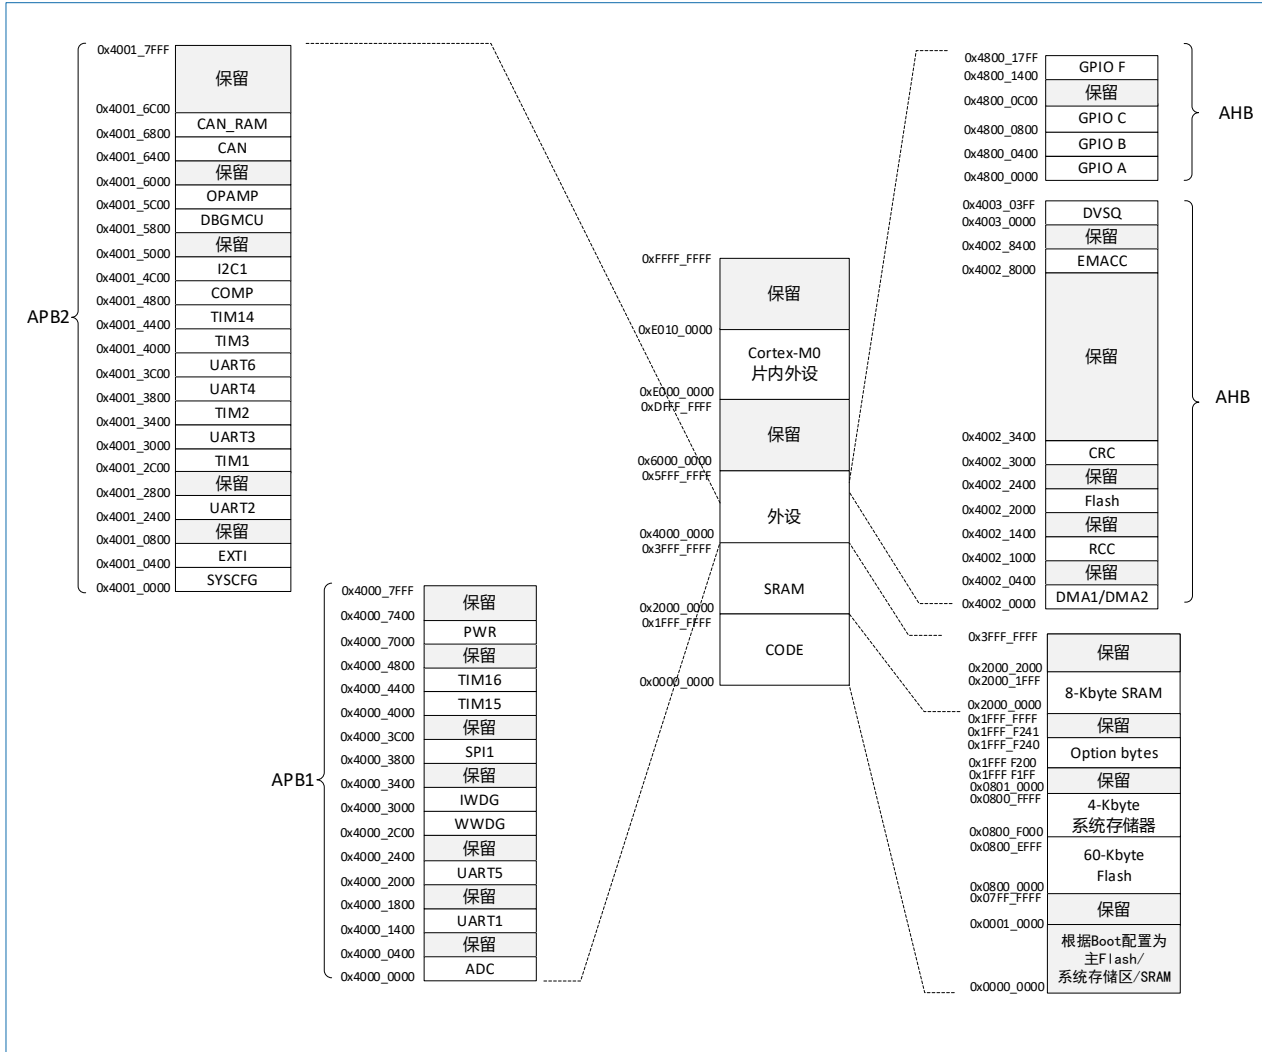 0x4001_7FFF
保留
0x4001_6C00
CAN_RAM
0x4001_6800
CAN
0x4001_6400
保留
0x4001_6000
OPAMP
0x4001_5C00
DBGMCU
0x4001_5800
保留
0x4001_5000
I2C1
0x4001_4C00
COMP
0x4001_4800
TIM14
0x4001_4400
TIM3
0x4001_4000
UART6
0x4001_3C00
UART4
0x4001_3800
TIM2
0x4001_3400
UART3
0x4001_3000
TIM1
0x4001_2C00
保留
0x4001_2800
UART2
0x4001_2400
保留
0x4001_0800
EXTI
0x4001_0400
SYSCFG
0x4001_0000
APB2
0x4000_7FFF
保留
0x4000_7400
PWR
0x4000_7000
保留
0x4000_4800
TIM16
0x4000_4400
TIM15
0x4000_4000
保留
0x4000_3C00
SPI1
0x4000_3800
保留
0x4000_3400
IWDG
0x4000_3000
WWDG
0x4000_2C00
保留
0x4000_2400
UART5
0x4000_2000
保留
0x4000_1800
UART1
0x4000_1400
保留
0x4000_0400
ADC
0x4000_0000
APB1
0xFFFF_FFFF
保留
0xE010_0000
Cortex-M0
片内外设
0xE000_0000
0xDFFF_FFFF
保留
0x6000_0000
0x5FFF_FFFF
外设
0x4000_0000
0x3FFF_FFFF
SRAM
0x2000_0000
0x1FFF_FFFF
CODE
0x0000_0000
0x4800_17FF
GPIO F
0x4800_1400
保留
0x4800_0C00
GPIO C
0x4800_0800
GPIO B
0x4800_0400
GPIO A
0x4800_0000
AHB
0x4003_03FF
DVSQ
0x4003_0000
保留
0x4002_8400
EMACC
0x4002_8000
保留
0x4002_3400
CRC
0x4002_3000
保留
0x4002_2400
Flash
0x4002_2000
保留
0x4002_1400
RCC
0x4002_1000
保留
0x4002_0400
DMA1/DMA2
0x4002_0000
AHB
0x3FFF_FFFF
保留
0x2000_2000
0x2000_1FFF
8-Kbyte SRAM
0x2000_0000
0x1FFF_FFFF
保留
0x1FFF_F241
0x1FFF_F240
Option bytes
0x1FFF F200
0x1FFF F1FF
保留
0x0801_0000
0x0800_FFFF
4-Kbyte
系统存储器
0x0800_F000
0x0800_EFFF
60-Kbyte
Flash
0x0800_0000
0x07FF_FFFF
保留
0x0001_0000
根据Boot配置为
主Flash/
系统存储区/SRAM
0x0000_0000